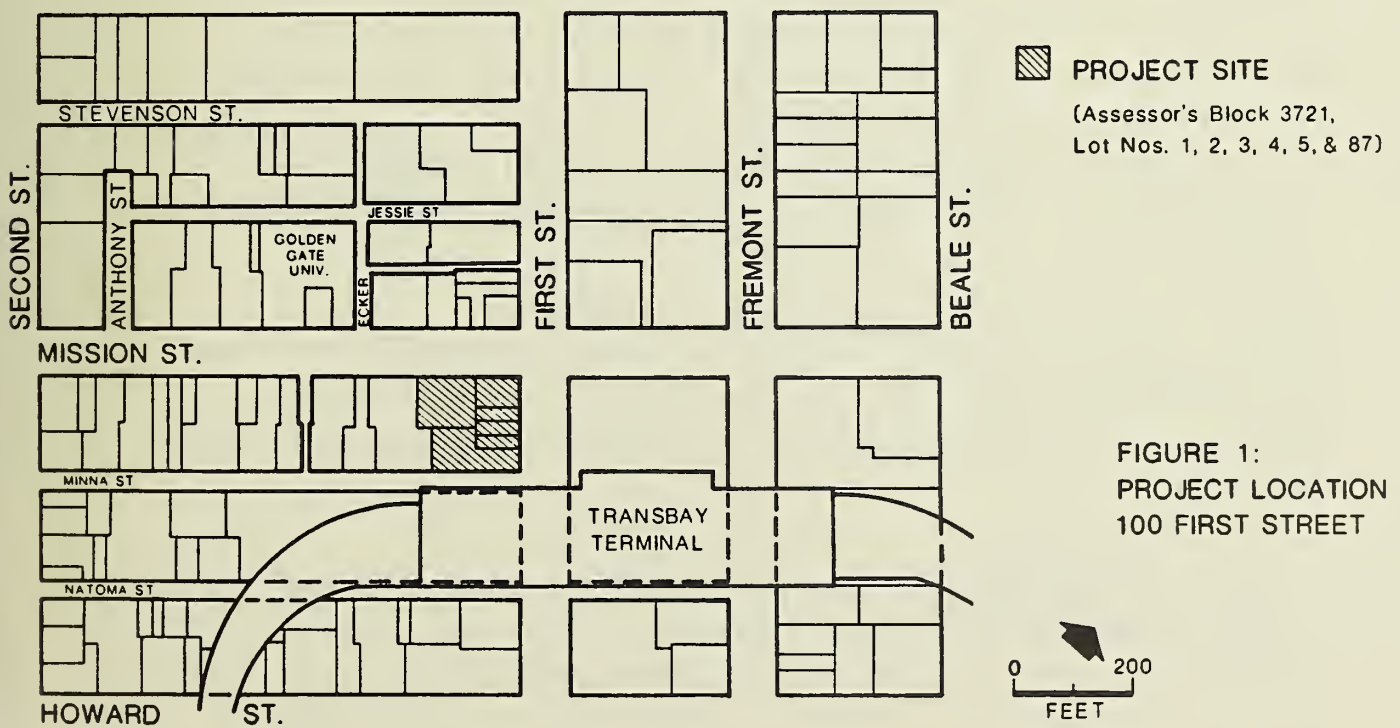 PROJECT SITE
(Assessor's Block 3721,
Lot Nos. 1, 2, 3, 4, 5, & 87)
STEVENSON ST.
SECOND ST.
ANTHONY ST
JESSIE ST
GOLDEN
GATE
UNIV.
ECKER
FIRST ST.
FREMONT ST.
BEALE ST.
MISSION ST.
MINNA ST
TRANSBAY
TERMINAL
NATOMA ST
HOWARD ST.
FIGURE 1:
PROJECT LOCATION
100 FIRST STREET
0 200
FEET